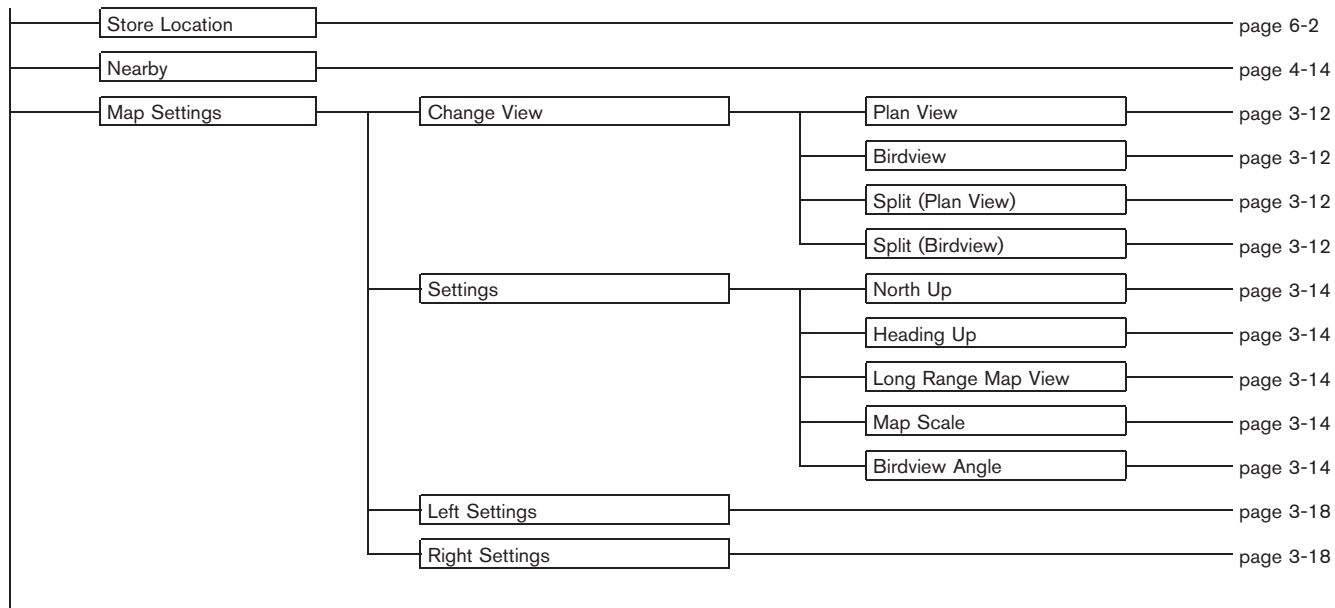 Store Location page 6-2
Nearby page 4-14
Map Settings Change View Plan View page 3-12
Birdview page 3-12
Split (Plan View) page 3-12
Split (Birdview) page 3-12
Settings North Up page 3-14
Heading Up page 3-14
Long Range Map View page 3-14
Map Scale page 3-14
Birdview Angle page 3-14
Left Settings page 3-18
Right Settings page 3-18